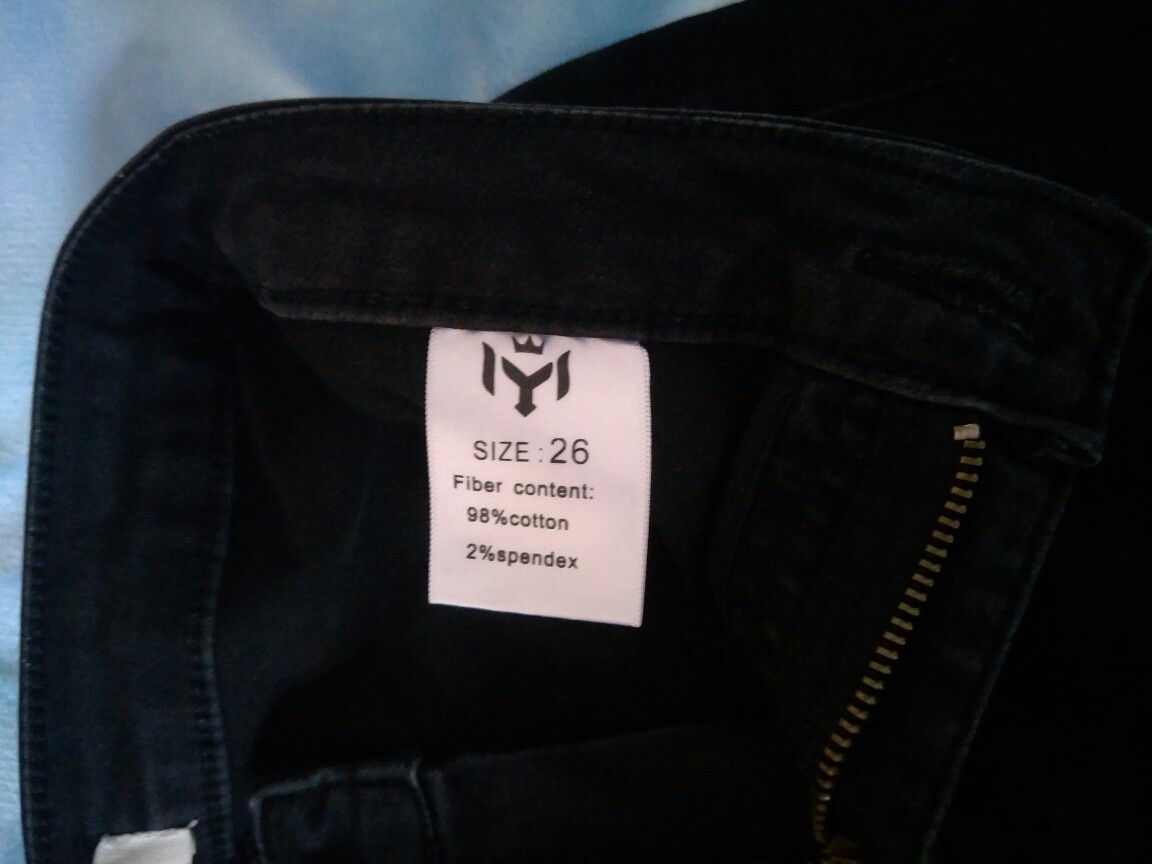 SIZE : 26
Fiber content:
98%cotton
2%spendex